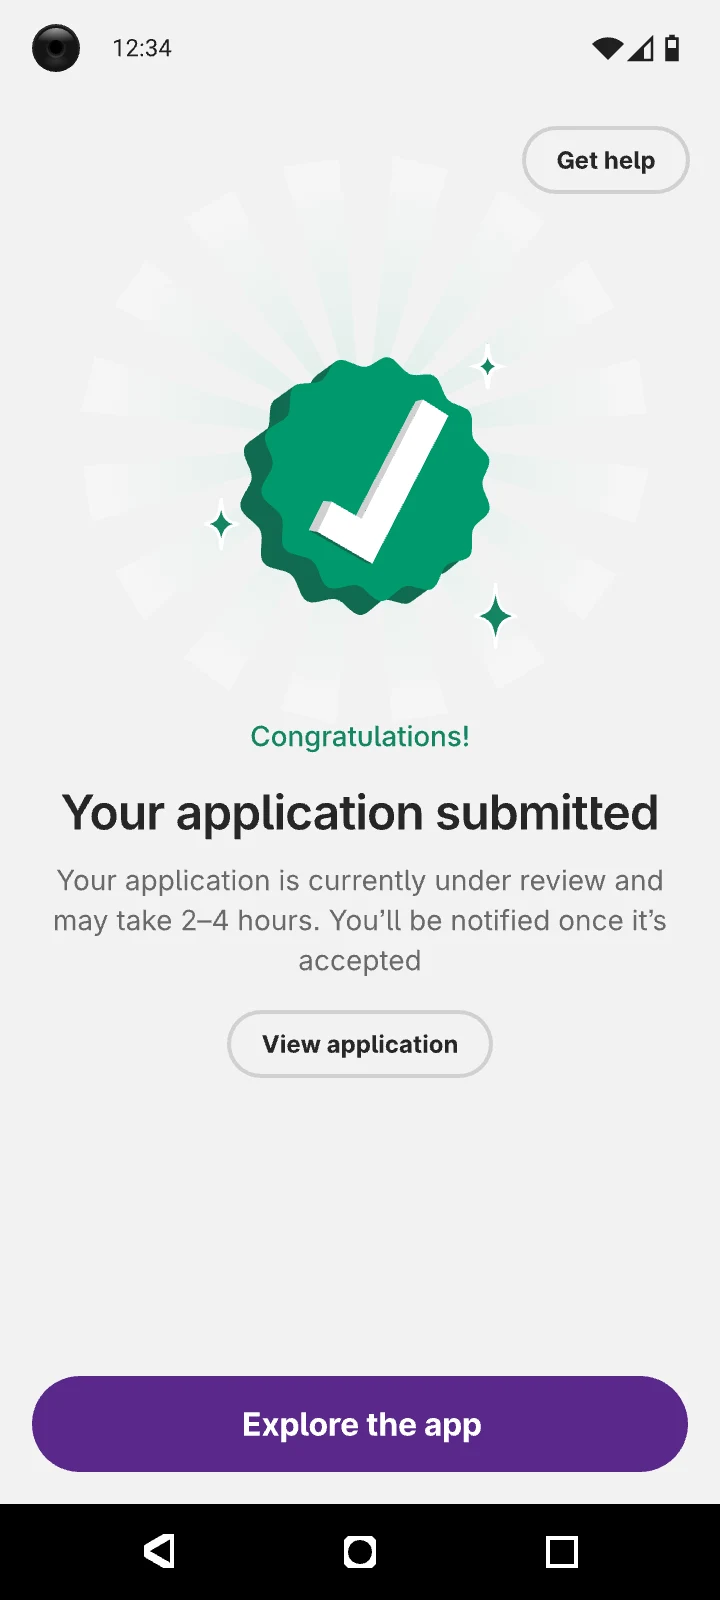 12:34
Get help
Congratulations!
Your application submitted
Your application is currently under review and
may take 2–4 hours. You’ll be notified once it’s
accepted
View application
Explore the app